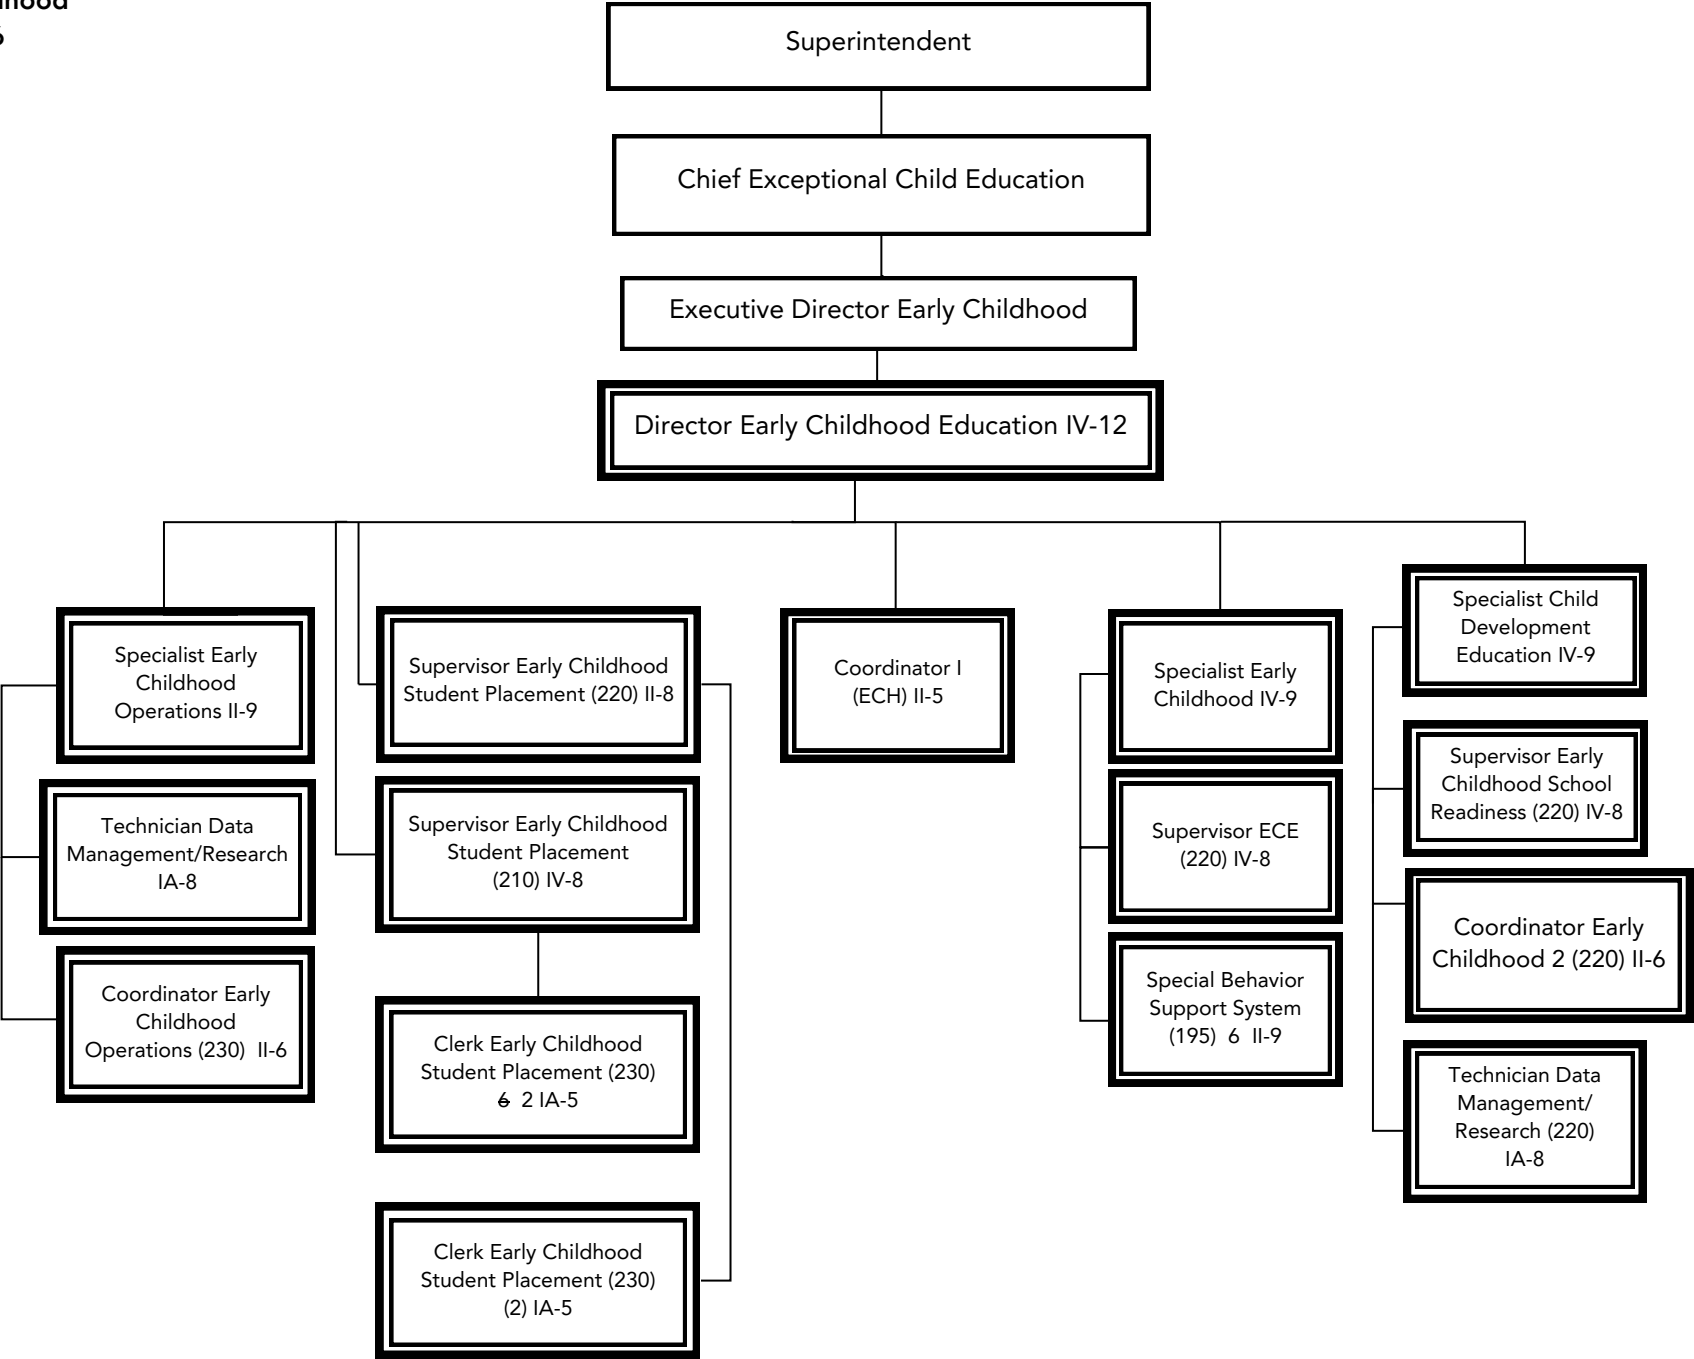 Superintendent
Chief Exceptional Child Education
Executive Director Early Childhood
Director Early Childhood Education IV-12
Specialist Early
Childhood
Operations II-9
Technician Data
Management/Research
IA-8
Coordinator Early
Childhood
Operations (230) II-6
Supervisor Early Childhood
Student Placement (220) II-8
Supervisor Early Childhood
Student Placement
(210) IV-8
Clerk Early Childhood
Student Placement (230)
6 2 IA-5
Clerk Early Childhood
Student Placement (230)
(2) IA-5
Coordinator I
(ECH) II-5
Specialist Early
Childhood IV-9
Supervisor ECE
(220) IV-8
Special Behavior
Support System
(195) 6 II-9
Specialist Child
Development
Education IV-9
Supervisor Early
Childhood School
Readiness (220) IV-8
Coordinator Early
Childhood 2 (220) II-6
Technician Data
Management/
Research (220)
IA-8